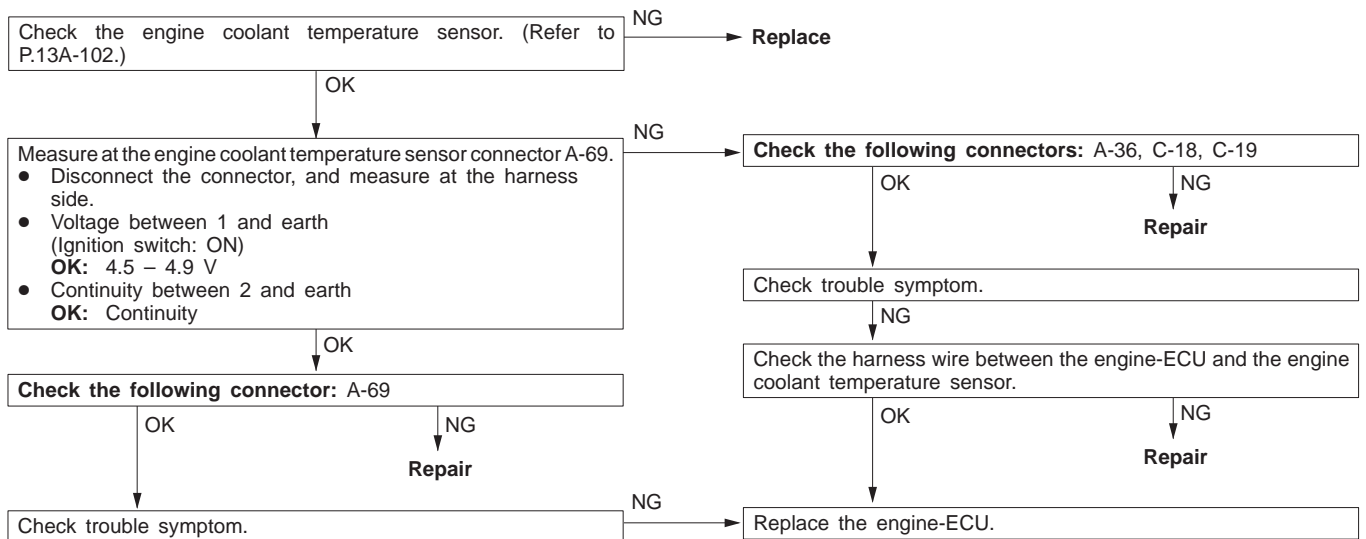 Check the engine coolant temperature sensor. (Refer to
P.13A-102.)
NG
Replace
OK
Measure at the engine coolant temperature sensor connector A-69.
● Disconnect the connector, and measure at the harness
side.
● Voltage between 1 and earth
(Ignition switch: ON)
OK: 4.5 – 4.9 V
● Continuity between 2 and earth
OK: Continuity
NG
Check the following connectors: A-36, C-18, C-19
OK
NG
Repair
Check trouble symptom.
NG
Check the harness wire between the engine-ECU and the engine
coolant temperature sensor.
OK
NG
Repair
OK
Check the following connector: A-69
OK
NG
Repair
Check trouble symptom.
NG
Replace the engine-ECU.